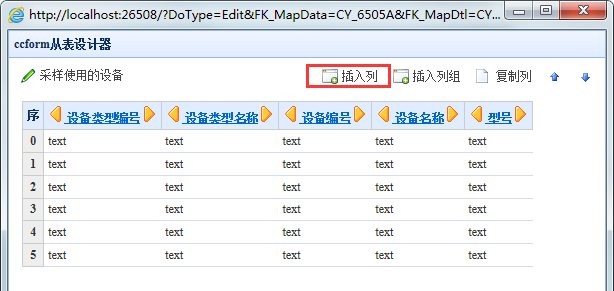 http://localhost:26508/?DoType=Edit&FK_MapData=CY_6505A&FK_MapDtl=CY...
ccform从表设计器
采样使用的设备 插入列 插入列组 复制列
序 设备类型编号 设备类型名称 设备编号 设备名称 型号
0 text text text text text
1 text text text text text
2 text text text text text
3 text text text text text
4 text text text text text
5 text text text text text